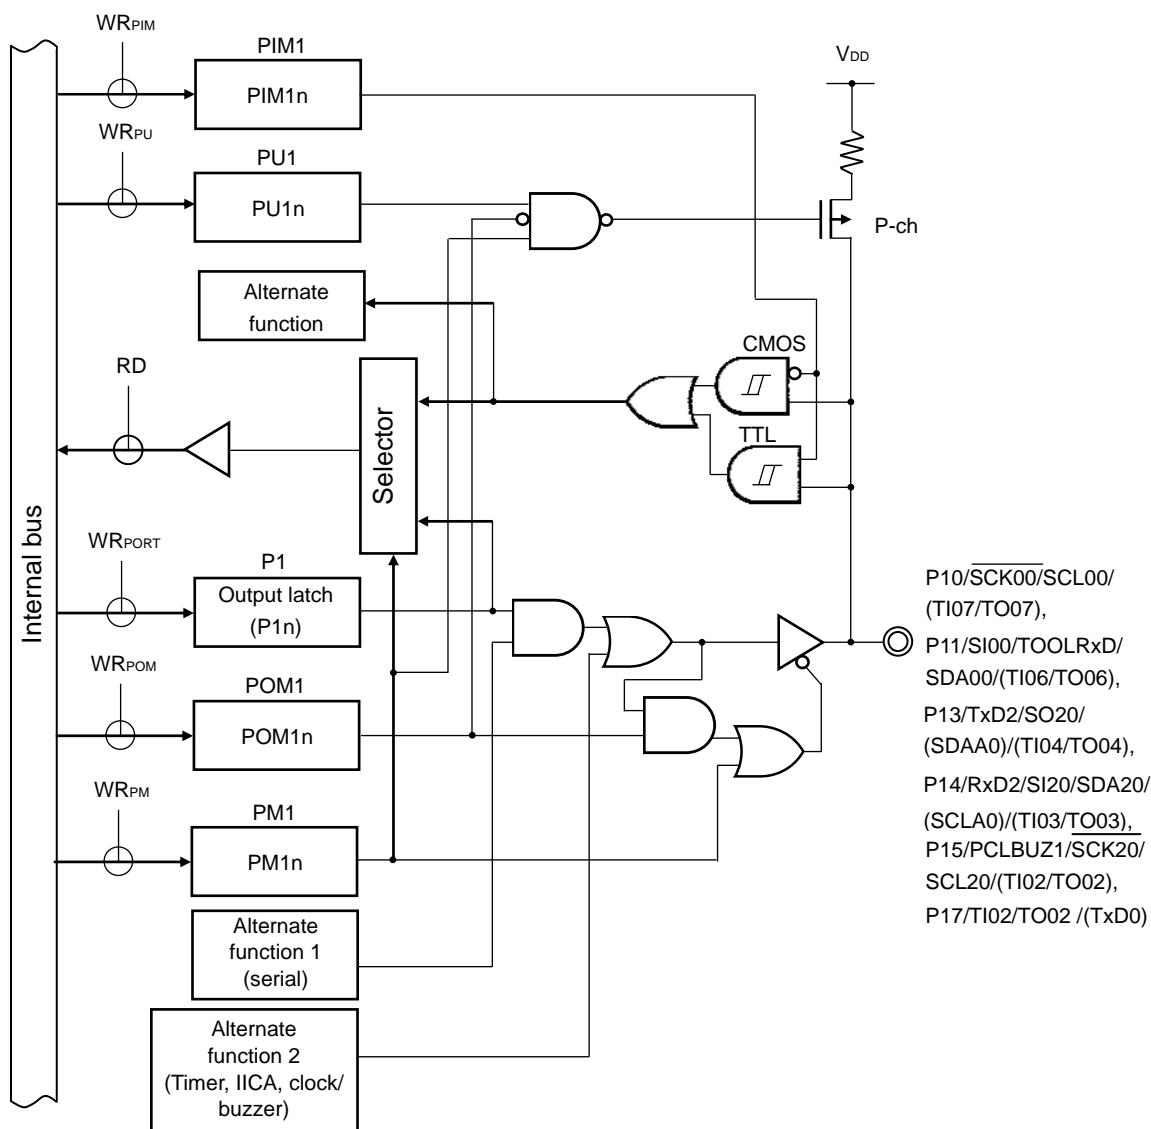 WRPIM
PIM1
PIM1n
VDD
WRPU
PU1
PU1n
P-ch
Alternate
function
CMOS
RD
Selector
TTL
Internal bus
WRPORT
P1
Output latch
(P1n)
P10/SCK00/SCL00/
(TI07/TO07),
P11/SI00/TOOLRxD/
SDA00/(TI06/TO06),
WRPOM
POM1
POM1n
P13/TxD2/SO20/
(SDAA0)/(TI04/TO04),
P14/RxD2/SI20/SDA20/
(SCLA0)/(TI03/TO03),
P15/PCLBUZ1/SCK20/
SCL20/(TI02/TO02),
P17/TI02/TO02 /(TxD0)
WRPM
PM1
PM1n
Alternate
function 1
(serial)
Alternate
function 2
(Timer, IICA, clock/
buzzer)